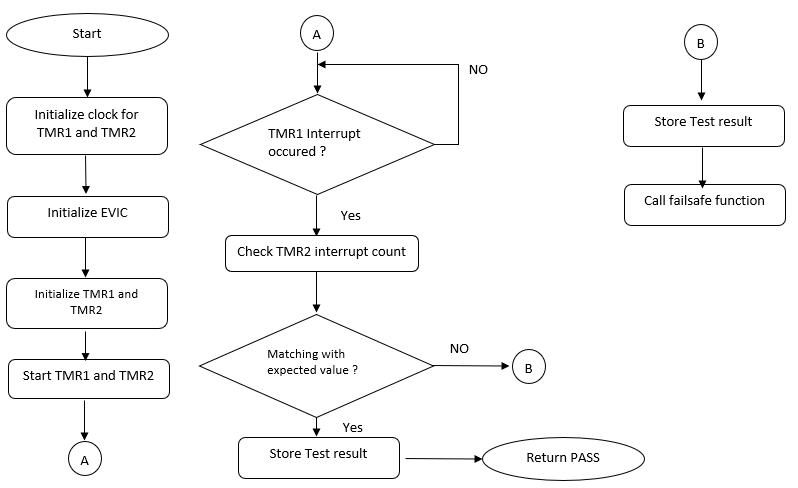 Start
Initialize clock for
TMR1 and TMR2
Initialize EVIC
Initialize TMR1 and
TMR2
Start TMR1 and TMR2
A
A
NO
TMR1 Interrupt
occured ?
Yes
Check TMR2 interrupt count
Matching with
expected value ?
NO
B
Yes
Store Test result
Return PASS
B
Store Test result
Call failsafe function